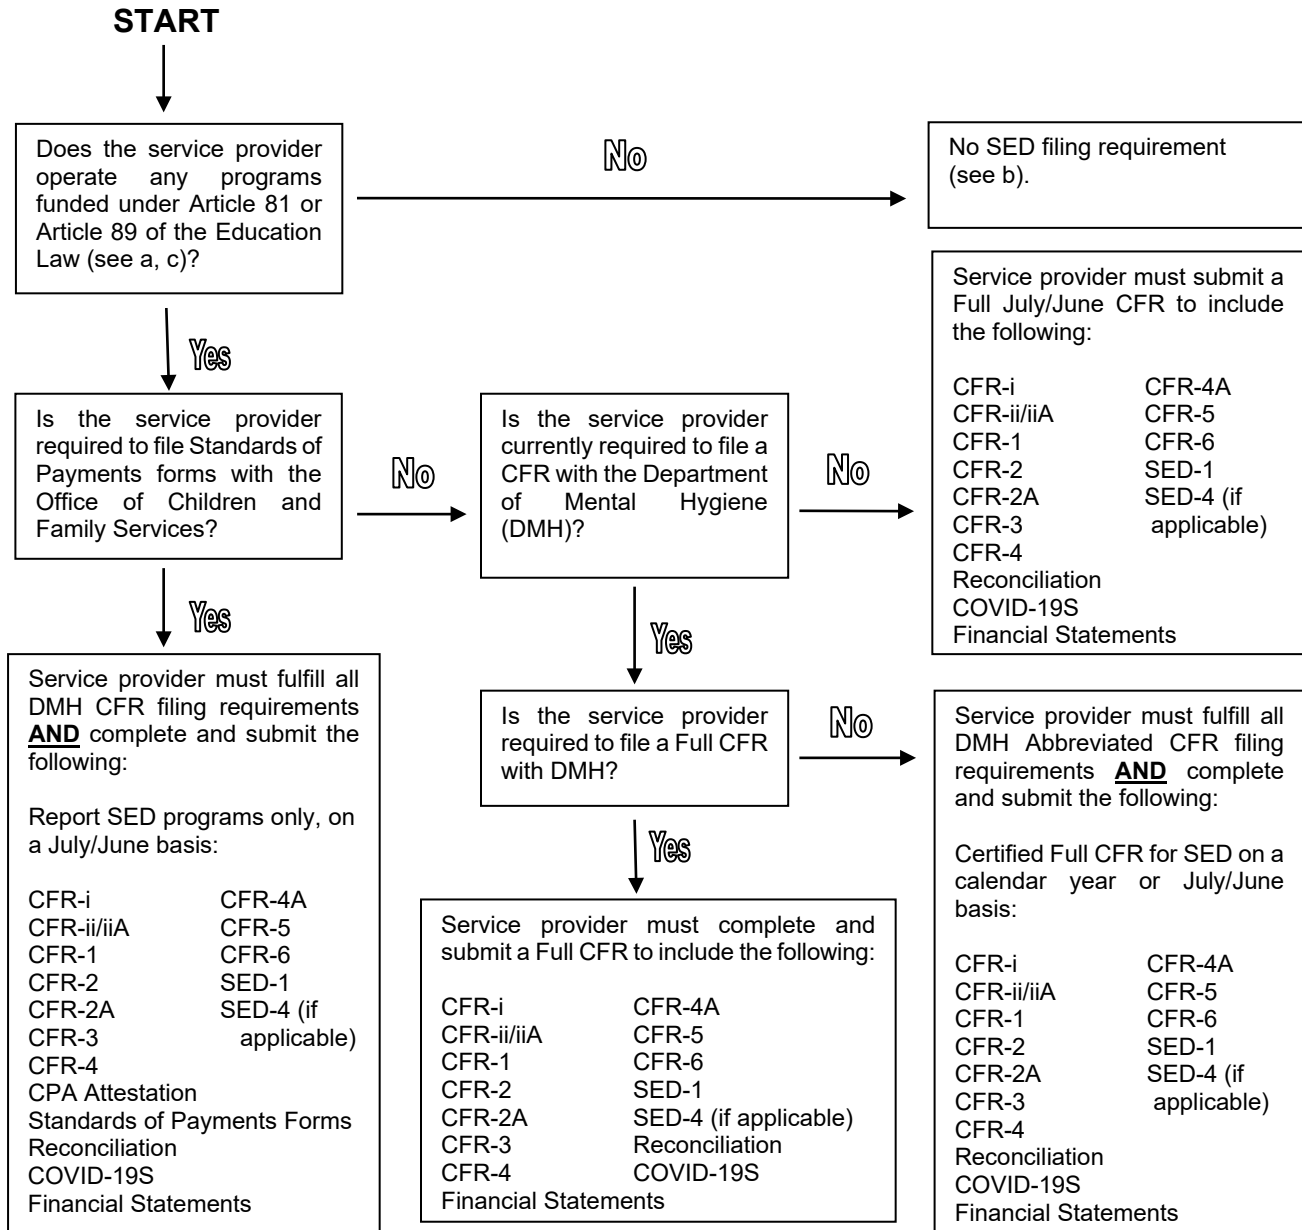 START
Does the service provider
operate any programs
funded under Article 81 or
Article 89 of the Education
Law (see a, c)?
No
No SED filing requirement
(see b).
Yes
Is the service provider
required to file Standards of
Payments forms with the
Office of Children and
Family Services?
No
Is the service provider
currently required to file a
CFR with the Department
of Mental Hygiene
(DMH)?
No
Service provider must submit a
Full July/June CFR to include
the following:
CFR-i CFR-4A
CFR-ii/iiA CFR-5
CFR-1 CFR-6
CFR-2 SED-1
CFR-2A SED-4 (if
CFR-3 applicable)
CFR-4
Reconciliation
COVID-19S
Financial Statements
Yes
Service provider must fulfill all
DMH CFR filing requirements
AND complete and submit the
following:
Report SED programs only, on
a July/June basis:
CFR-i CFR-4A
CFR-ii/iiA CFR-5
CFR-1 CFR-6
CFR-2 SED-1
CFR-2A SED-4 (if
CFR-3 applicable)
CFR-4
CPA Attestation
Standards of Payments Forms
Reconciliation
COVID-19S
Financial Statements
Yes
Is the service provider
required to file a Full CFR
with DMH?
No
Yes
Service provider must complete and
submit a Full CFR to include the following:
CFR-i CFR-4A
CFR-ii/iiA CFR-5
CFR-1 CFR-6
CFR-2 SED-1
CFR-2A SED-4 (if applicable)
CFR-3 Reconciliation
CFR-4 COVID-19S
Financial Statements
Service provider must fulfill all
DMH Abbreviated CFR filing
requirements AND complete
and submit the following:
Certified Full CFR for SED on a
calendar year or July/June
basis:
CFR-i CFR-4A
CFR-ii/iiA CFR-5
CFR-1 CFR-6
CFR-2 SED-1
CFR-2A SED-4 (if
CFR-3 applicable)
CFR-4
Reconciliation
COVID-19S
Financial Statements